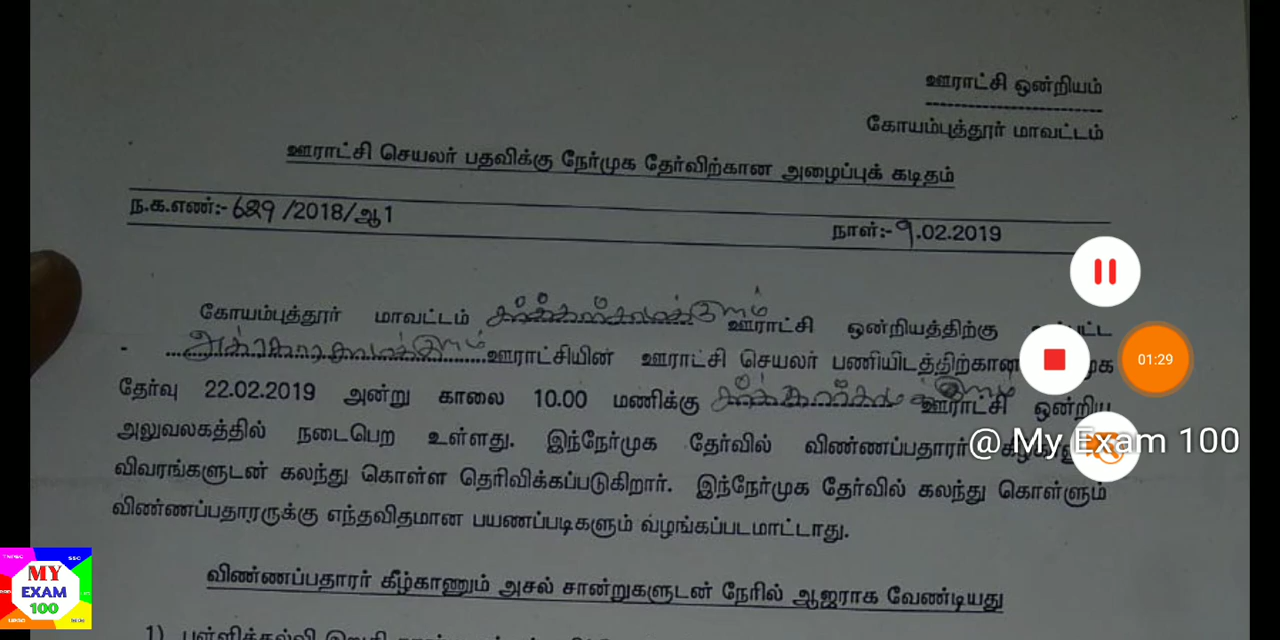 ஊராட்சி ஒன்றியம்
கோயம்புத்தூர் மாவட்டம்
ஊராட்சி செயலர் பதவிக்கு நேர்முக தேர்விற்கான அழைப்புக் கடிதம்
ந.க.எண்:- 629 /2018/ஆ1
நாள்:- 9.02.2019
கோயம்புத்தூர் மாவட்டம் ஊராட்சி ஒன்றியத்திற்கு
ஊராட்சியின் ஊராட்சி செயலர் பணியிடத்திற்கான
தேர்வு 22.02.2019 அன்று காலை 10.00 மணிக்கு ஊராட்சி ஒன்றிய
அலுவலகத்தில் நடைபெற உள்ளது. இந்நேர்முக தேர்வில் விண்ணப்பதாரர்
விவரங்களுடன் கலந்து கொள்ள தெரிவிக்கப்படுகிறார். இந்நேர்முக தேர்வில் கலந்து கொள்ளும்
விண்ணப்பதாரருக்கு எந்தவிதமான பயணப்படிகளும் வழங்கப்படமாட்டாது.
விண்ணப்பதாரர் கீழ்காணும் அசல் சான்றுகளுடன் நேரில் ஆஜராக வேண்டியது
1)
01:29
@ My Exam 100
TNPSC SSC
MY
EXAM
100